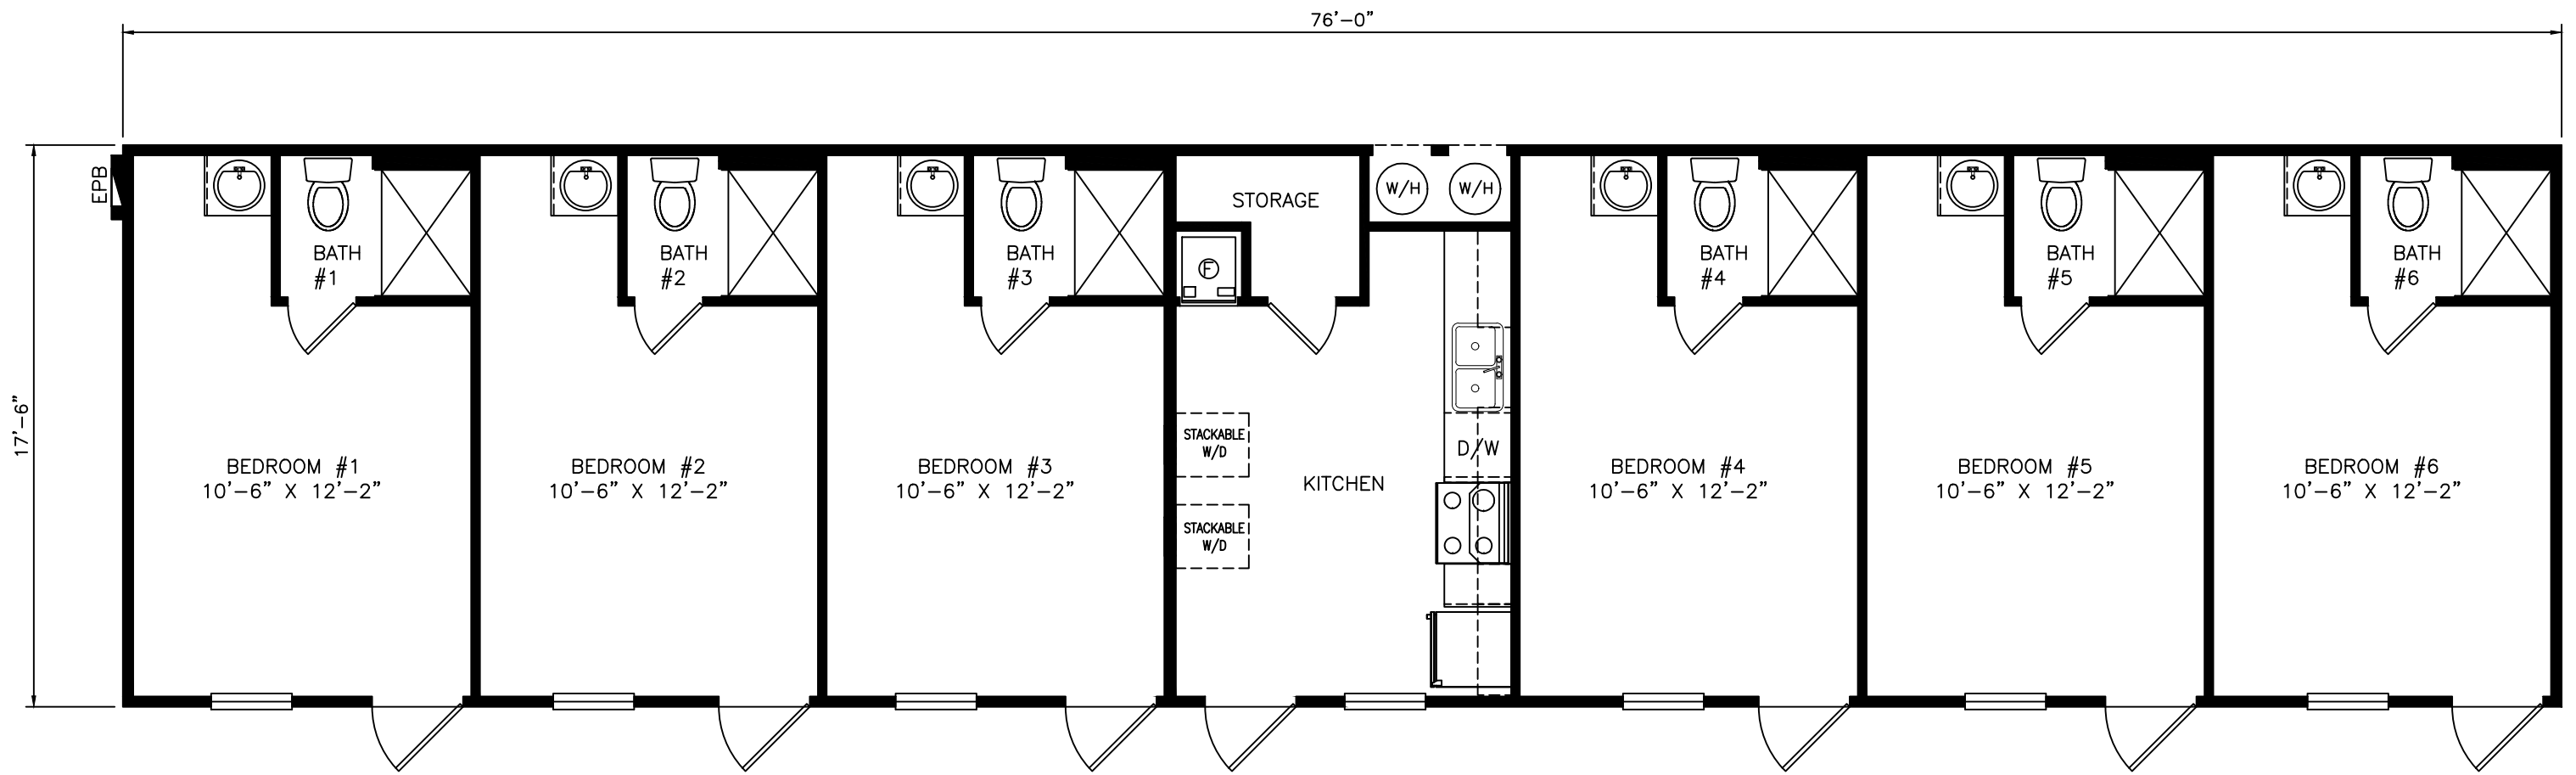 76'-0"
EPB
17'-6"
BATH
#1
BATH
#2
BATH
#3
STORAGE
W/H
W/H
F
BATH
#4
BATH
#5
BATH
#6
BEDROOM #1
10'-6" X 12'-2"
BEDROOM #2
10'-6" X 12'-2"
BEDROOM #3
10'-6" X 12'-2"
STACKABLE
W/D
STACKABLE
W/D
KITCHEN
D/W
BEDROOM #4
10'-6" X 12'-2"
BEDROOM #5
10'-6" X 12'-2"
BEDROOM #6
10'-6" X 12'-2"